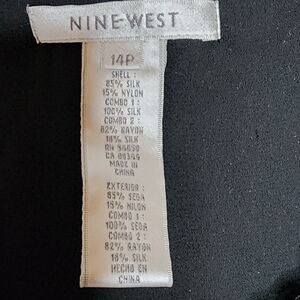 NINE·WEST
14P
SHELL :
85% SILK
15% NYLON
COMBO 1 :
100% SILK
COMBO 2 :
82% RAYON
18% SILK
RN 94050
CA 00345
MADE IN
CHINA
EXTERIOR :
85% SEDA
15% NILON
COMBO 1 :
100% SEDA
COMBO 2 :
82% RAYON
18% SILK
HECHO EN
CHINA